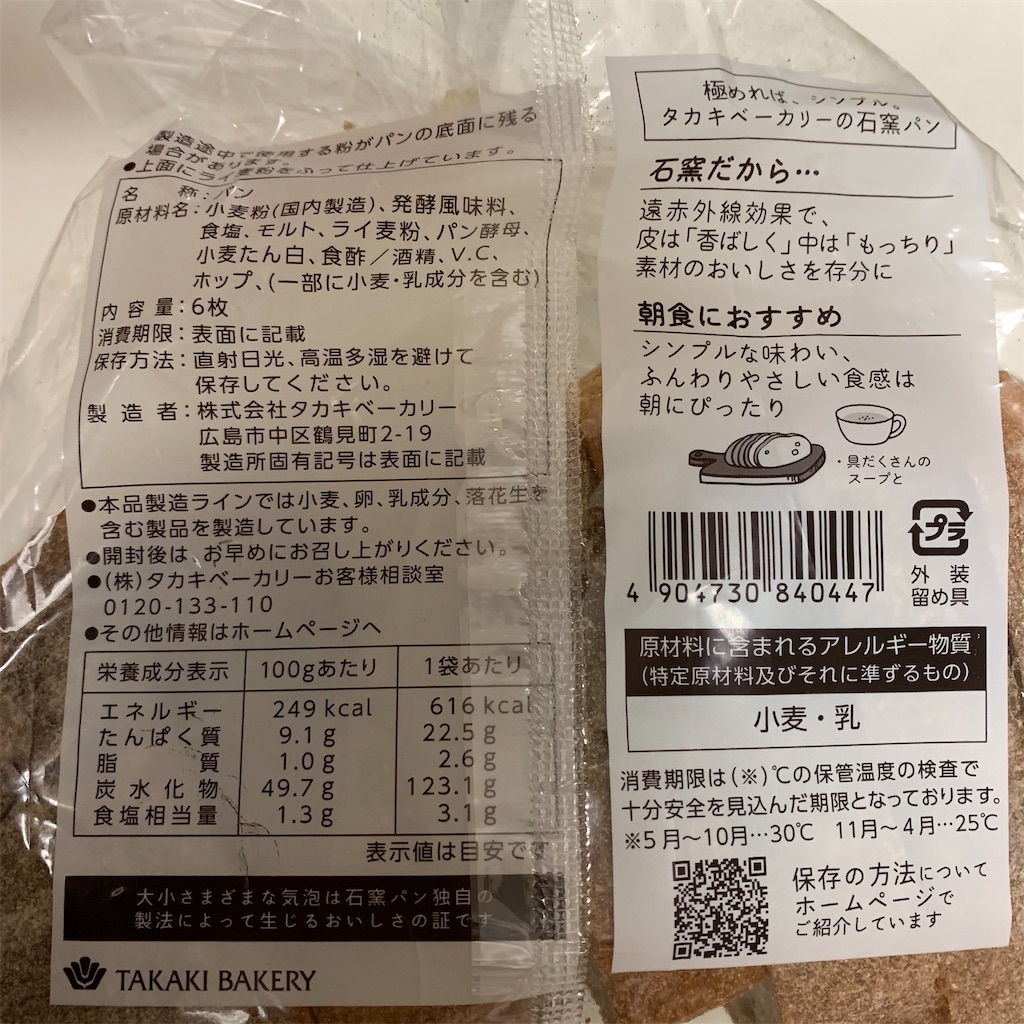 製造途中で使用する粉がパンの底面に残る
場合があります。
●上面にライ麦粉をふって仕上げています。
名 称：パン
原材料名：小麦粉(国内製造)、発酵風味料、
食塩、モルト、ライ麦粉、パン酵母、
小麦たん白、食酢／酒精、V.C、
ホップ、(一部に小麦・乳成分を含む)
内容量：6枚
消費期限：表面に記載
保存方法：直射日光、高温多湿を避けて
保存してください。
製造者：株式会社タカキベーカリー
広島市中区鶴見町2-19
製造所固有記号は表面に記載
●本品製造ラインでは小麦、卵、乳成分、落花生を
含む製品を製造しています。
●開封後は、お早めにお召し上がりください。
●(株)タカキベーカリーお客様相談室
0120-133-110
●その他情報はホームページへ
栄養成分表示 100gあたり 1袋あたり
エネルギー 249 kcal 616 kcal
たんぱく質 9.1 g 22.5 g
脂質 1.0 g 2.6 g
炭水化物 49.7 g 123.1 g
食塩相当量 1.3 g 3.1 g
表示値は目安です
大小さまざまな気泡は石窯パン独自の
製法によって生じるおいしさの証です
TAKAKI BAKERY
極めれば、シンプル。
タカキベーカリーの石窯パン
石窯だから…
遠赤外線効果で、
皮は「香ばしく」中は「もっちり」
素材のおいしさを存分に
朝食におすすめ
シンプルな味わい、
ふんわりやさしい食感は
朝にぴったり
・具だくさんの
スープと
4 904730 840447
プラ
外装
留め具
原材料に含まれるアレルギー物質
(特定原材料及びそれに準ずるもの)
小麦・乳
消費期限は(※)℃の保管温度の検査で
十分安全を見込んだ期限となっております。
※5月〜10月…30℃ 11月〜4月…25℃
保存の方法について
ホームページで
ご紹介しています